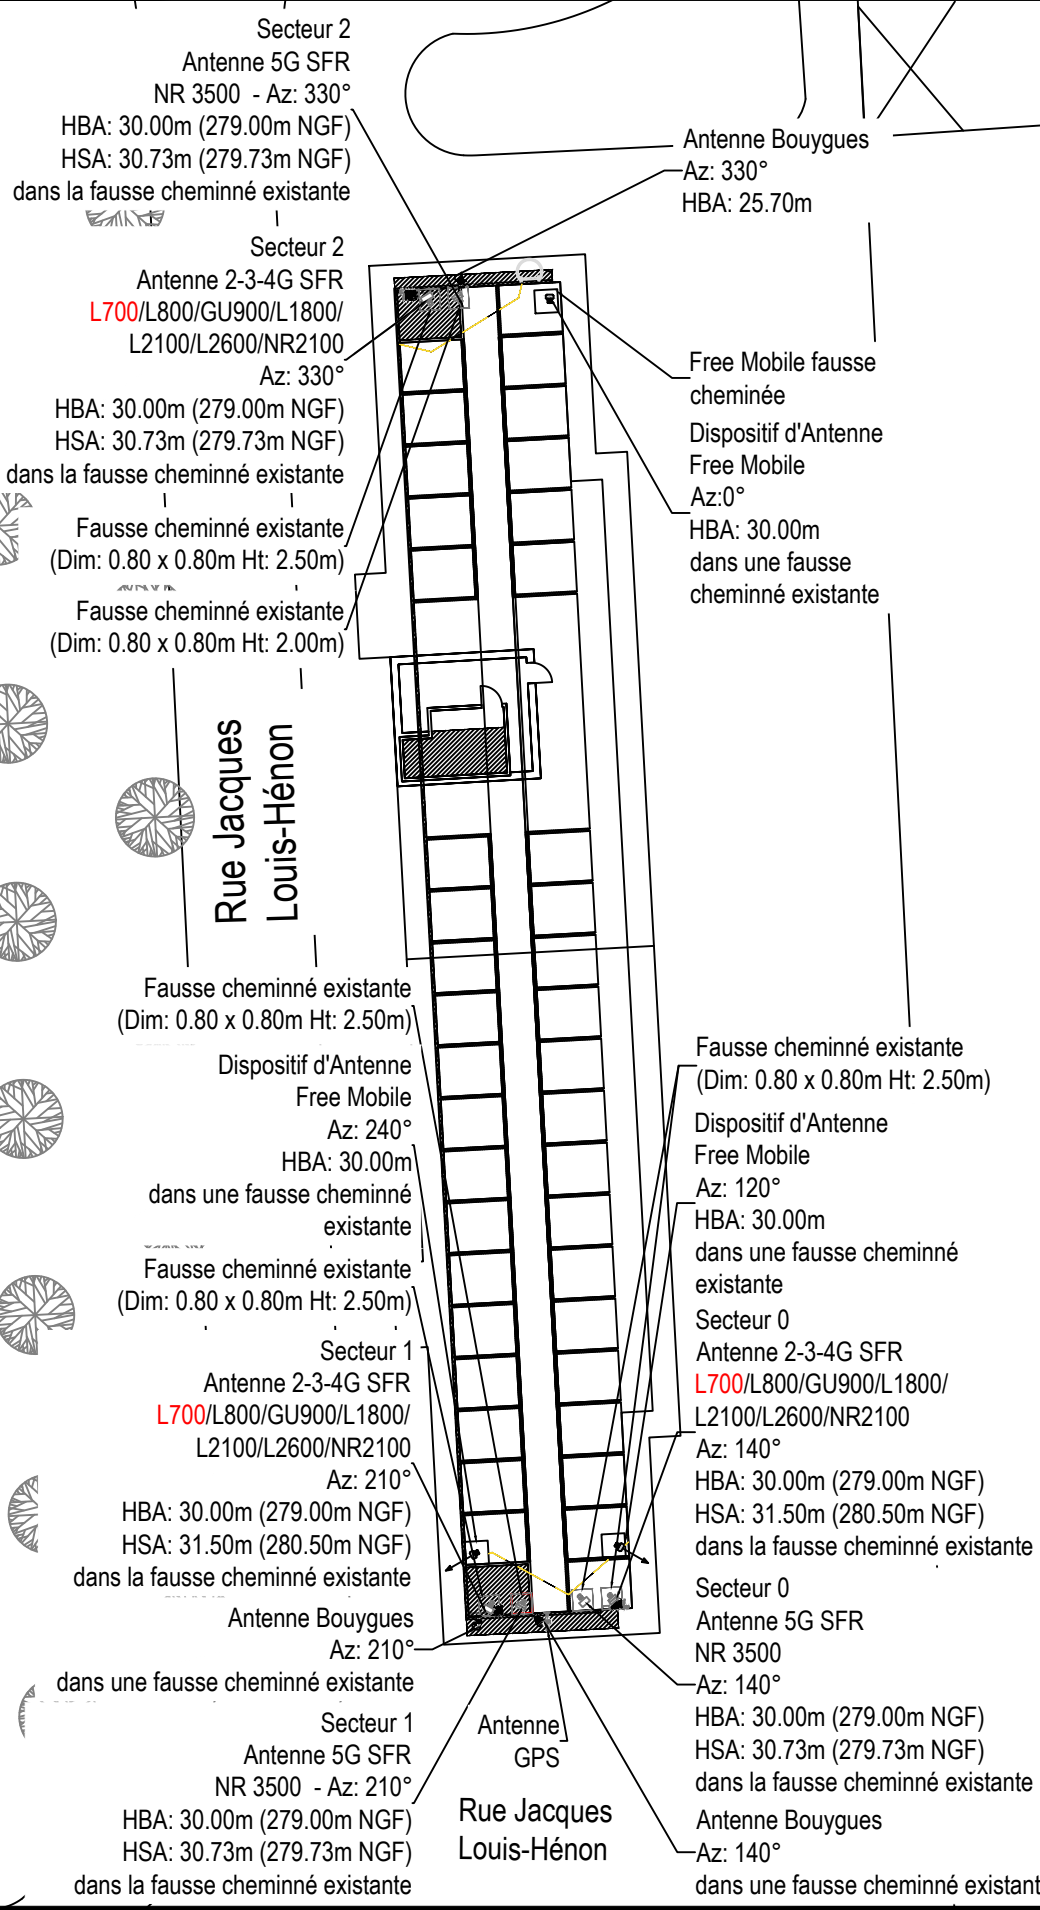 Secteur 2
Antenne 5G SFR
NR 3500 - Az: 330°
HBA: 30.00m (279.00m NGF)
HSA: 30.73m (279.73m NGF)
dans la fausse cheminné existante
Secteur 2
Antenne 2-3-4G SFR
L700/L800/GU900/L1800/
L2100/L2600/NR2100
Az: 330°
HBA: 30.00m (279.00m NGF)
HSA: 30.73m (279.73m NGF)
dans la fausse cheminné existante
Fausse cheminné existante
(Dim: 0.80 x 0.80m Ht: 2.50m)
Fausse cheminné existante
(Dim: 0.80 x 0.80m Ht: 2.00m)
Antenne Bouygues
Az: 330°
HBA: 25.70m
Free Mobile fausse
cheminée
Dispositif d'Antenne
Free Mobile
Az:0°
HBA: 30.00m
dans une fausse
cheminné existante
Rue Jacques
Louis-Hénon
Fausse cheminné existante
(Dim: 0.80 x 0.80m Ht: 2.50m)
Dispositif d'Antenne
Free Mobile
Az: 240°
HBA: 30.00m
dans une fausse cheminné
existante
Fausse cheminné existante
(Dim: 0.80 x 0.80m Ht: 2.50m)
Secteur 1
Antenne 2-3-4G SFR
L700/L800/GU900/L1800/
L2100/L2600/NR2100
Az: 210°
HBA: 30.00m (279.00m NGF)
HSA: 31.50m (280.50m NGF)
dans la fausse cheminné existante
Antenne Bouygues
Az: 210°
dans une fausse cheminné existante
Secteur 1
Antenne 5G SFR
NR 3500 - Az: 210°
HBA: 30.00m (279.00m NGF)
HSA: 30.73m (279.73m NGF)
dans la fausse cheminné existante
Antenne
GPS
Rue Jacques
Louis-Hénon
Fausse cheminné existante
(Dim: 0.80 x 0.80m Ht: 2.50m)
Dispositif d'Antenne
Free Mobile
Az: 120°
HBA: 30.00m
dans une fausse cheminné
existante
Secteur 0
Antenne 2-3-4G SFR
L700/L800/GU900/L1800/
L2100/L2600/NR2100
Az: 140°
HBA: 30.00m (279.00m NGF)
HSA: 31.50m (280.50m NGF)
dans la fausse cheminné existante
Secteur 0
Antenne 5G SFR
NR 3500
Az: 140°
HBA: 30.00m (279.00m NGF)
HSA: 30.73m (279.73m NGF)
dans la fausse cheminné existante
Antenne Bouygues
Az: 140°
dans une fausse cheminné existant